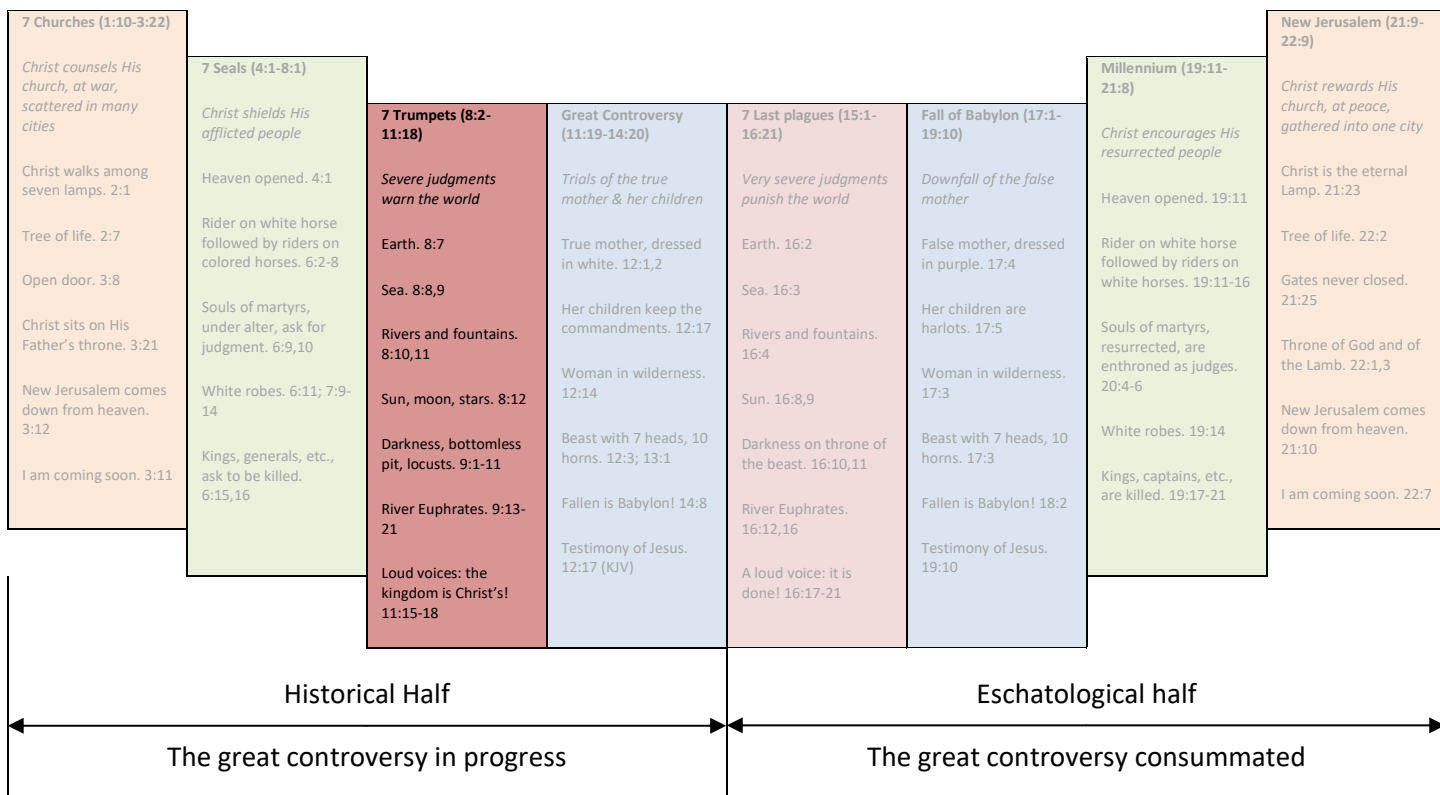 7 Churches (1:10-3:22)
Christ counsels His
church, at war,
scattered in many
cities
Christ walks among
seven lamps. 2:1
Tree of life. 2:7
Open door. 3:8
Christ sits on His
Father's throne. 3:21
New Jerusalem comes
down from heaven.
3:12
I am coming soon. 3:11
7 Seals (4:1-8:1)
Christ shields His
afflicted people
Heaven opened. 4:1
Rider on white horse
followed by riders on
colored horses. 6:2-8
Souls of martyrs,
under alter, ask for
judgment. 6:9,10
White robes. 6:11; 7:9-
14
Kings, generals, etc.,
ask to be killed.
6:15,16
7 Trumpets (8:2-
11:18)
Severe judgments
warn the world
Earth. 8:7
Sea. 8:8,9
Rivers and fountains.
8:10,11
Sun, moon, stars. 8:12
Darkness, bottomless
pit, locusts. 9:1-11
River Euphrates. 9:13-
21
Loud voices: the
kingdom is Christ's!
11:15-18
Great Controversy
(11:19-14:20)
Trials of the true
mother & her children
True mother, dressed
in white. 12:1,2
Her children keep the
commandments. 12:17
Woman in wilderness.
12:14
Beast with 7 heads, 10
horns. 12:3; 13:1
Fallen is Babylon! 14:8
Testimony of Jesus.
12:17 (KJV)
7 Last plagues (15:1-
16:21)
Very severe judgments
punish the world
Earth. 16:2
Sea. 16:3
Rivers and fountains.
16:4
Sun. 16:8,9
Darkness on throne of
the beast. 16:10,11
River Euphrates.
16:12,16
A loud voice: it is
done! 16:17-21
Fall of Babylon (17:1-
19:10)
Downfall of the false
mother
False mother, dressed
in purple. 17:4
Her children are
harlots. 17:5
Woman in wilderness.
17:3
Beast with 7 heads, 10
horns. 17:3
Fallen is Babylon! 18:2
Testimony of Jesus.
19:10
Millennium (19:11-
21:8)
Christ encourages His
resurrected people
Heaven opened. 19:11
Rider on white horse
followed by riders on
white horses. 19:11-16
Souls of martyrs,
resurrected, are
enthroned as judges.
20:4-6
White robes. 19:14
Kings, captains, etc.,
are killed. 19:17-21
New Jerusalem (21:9-
22:9)
Christ rewards His
church, at peace,
gathered into one city
Christ is the eternal
Lamp. 21:23
Tree of life. 22:2
Gates never closed.
21:25
Throne of God and of
the Lamb. 22:1,3
New Jerusalem comes
down from heaven.
21:10
I am coming soon. 22:7
Historical Half
The great controversy in progress
Eschatological half
The great controversy consummated